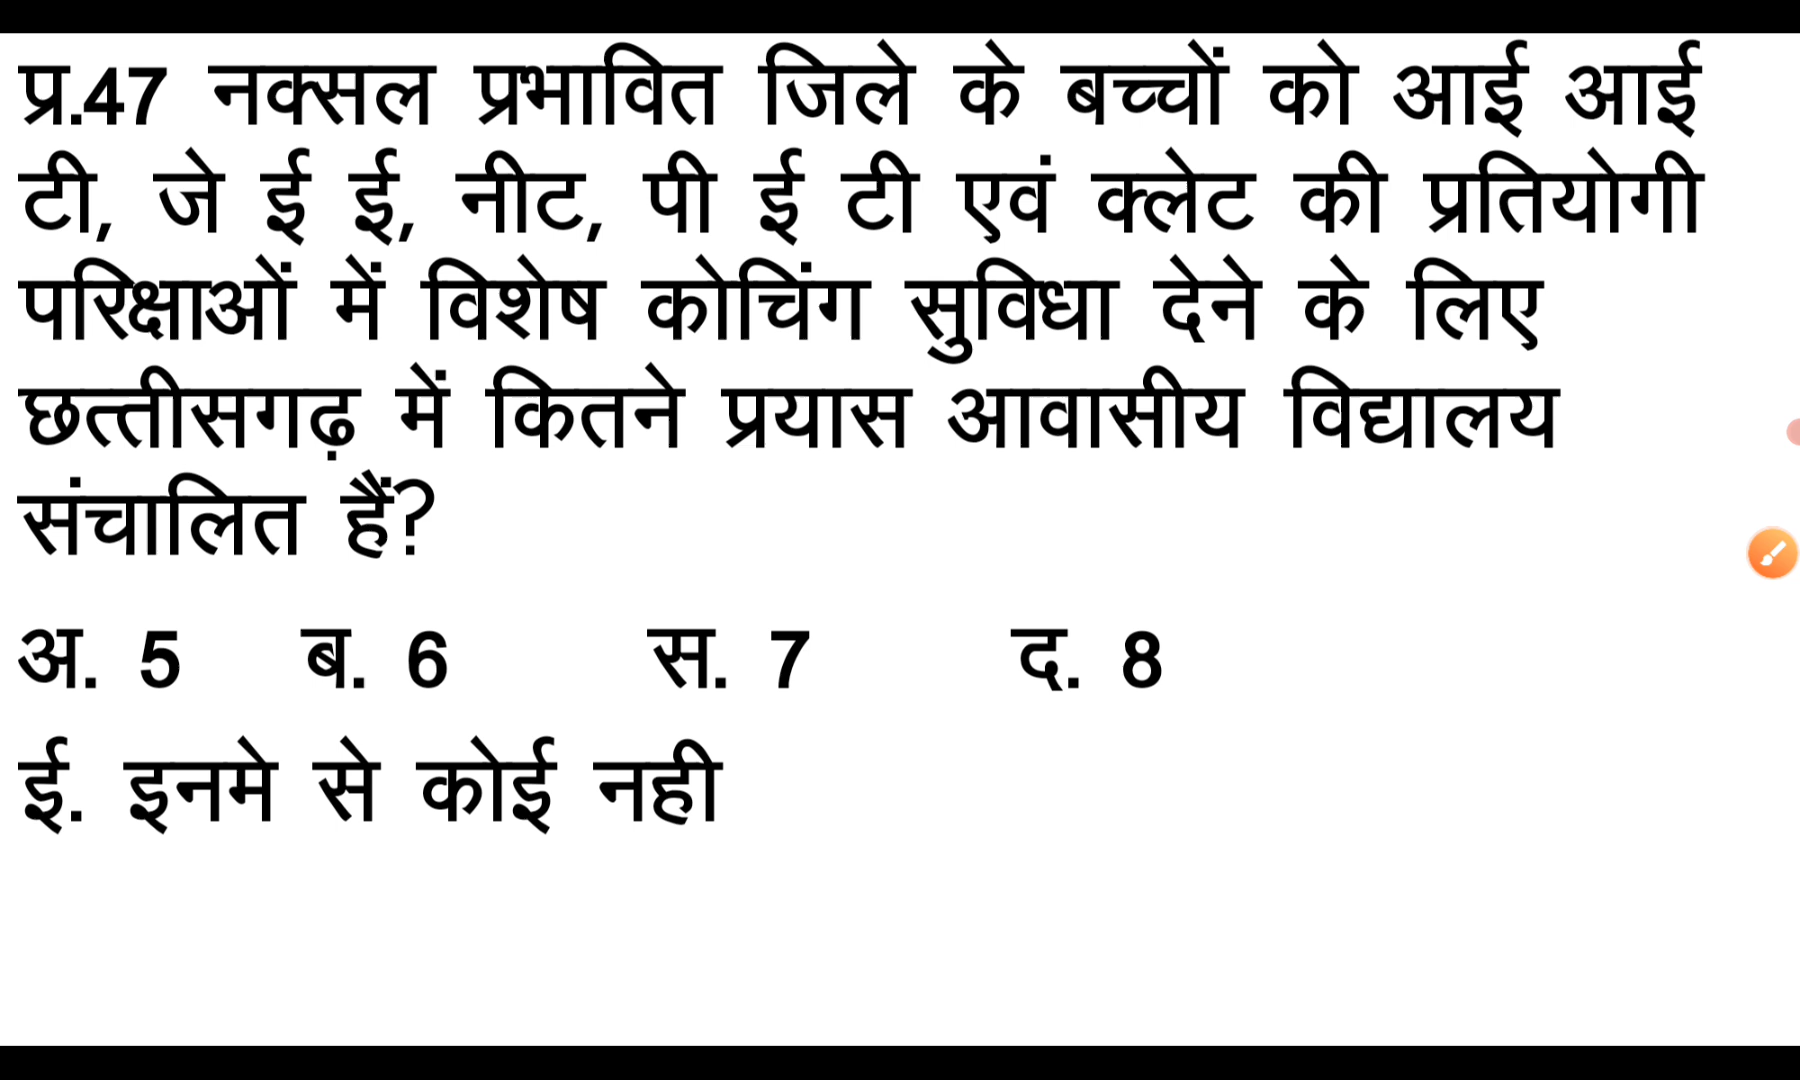 प्र.47 नक्सल प्रभावित जिले के बच्चों को आई आई
टी, जे ई ई, नीट, पी ई टी एवं क्लेट की प्रतियोगी
परिक्षाओं में विशेष कोचिंग सुविधा देने के लिए
छत्तीसगढ़ में कितने प्रयास आवासीय विद्यालय
संचालित हैं?
अ. 5 ब. 6 स. 7 द. 8
ई. इनमे से कोई नही